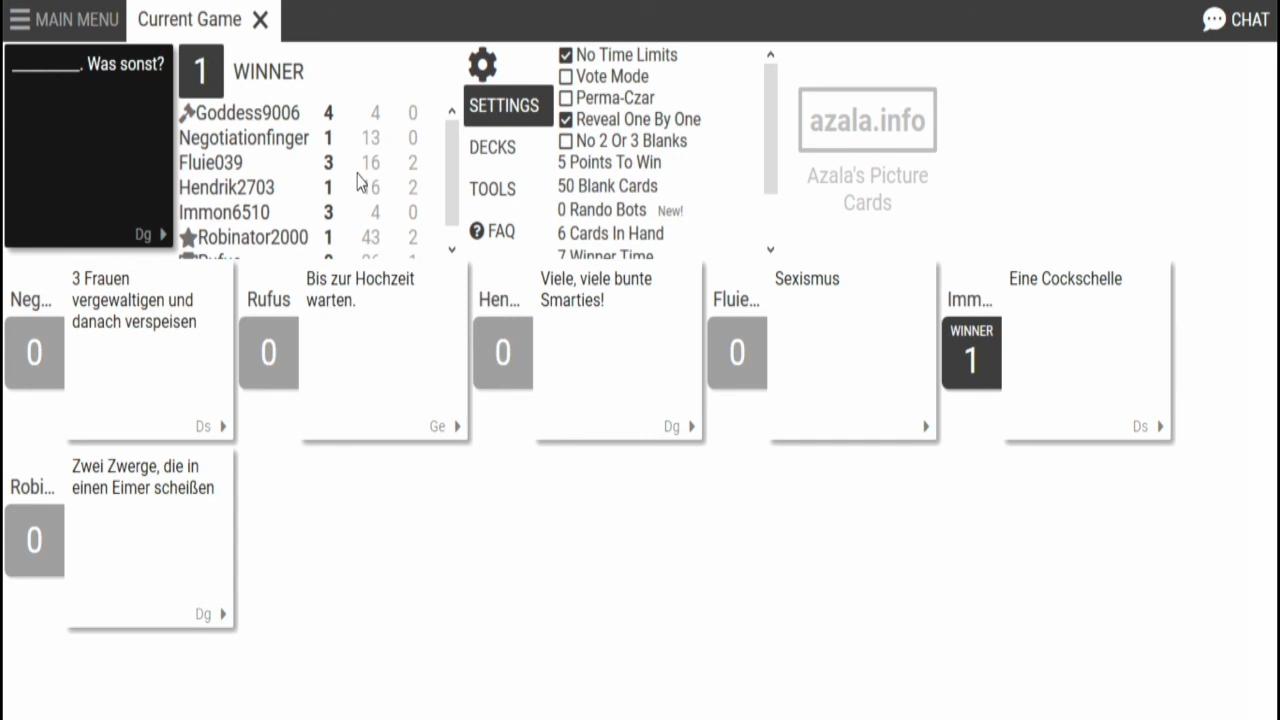 MAIN MENU
Current Game
CHAT
________. Was sonst?
Dg
1 WINNER
Goddess9006 4 4 0
Negotiationfinger 1 13 0
Fluie039 3 16 2
Hendrik2703 1 6 2
Immon6510 3 4 0
Robinator2000 1 43 2
SETTINGS
DECKS
TOOLS
? FAQ
No Time Limits
Vote Mode
Perma-Czar
Reveal One By One
No 2 Or 3 Blanks
5 Points To Win
50 Blank Cards
0 Rando Bots New!
6 Cards In Hand
7 Winner Time
azala.info
Azala's Picture
Cards
Neg...
0
3 Frauen
vergewaltigen und
danach verspeisen
Ds
Rufus
0
Bis zur Hochzeit
warten.
Ge
Hen...
0
Viele, viele bunte
Smarties!
Dg
Fluie...
0
Sexismus
Imm...
WINNER
1
Eine Cockschelle
Ds
Robi...
0
Zwei Zwerge, die in
einen Eimer scheißen
Dg